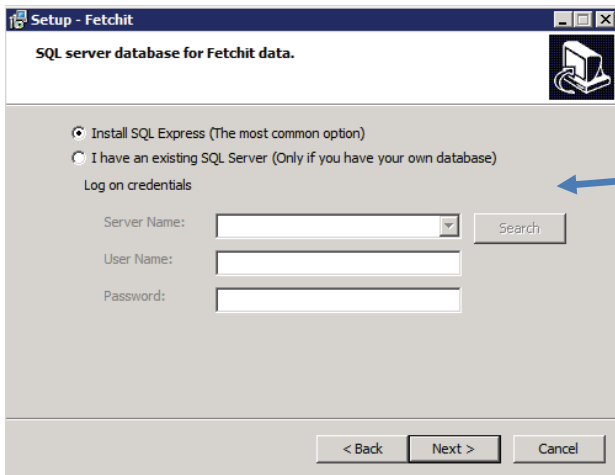 Setup - Fetchit
SQL server database for Fetchit data.
Install SQL Express (The most common option)
I have an existing SQL Server (Only if you have your own database)
Log on credentials
Server Name:
Search
User Name:
Password:
< Back
Next >
Cancel